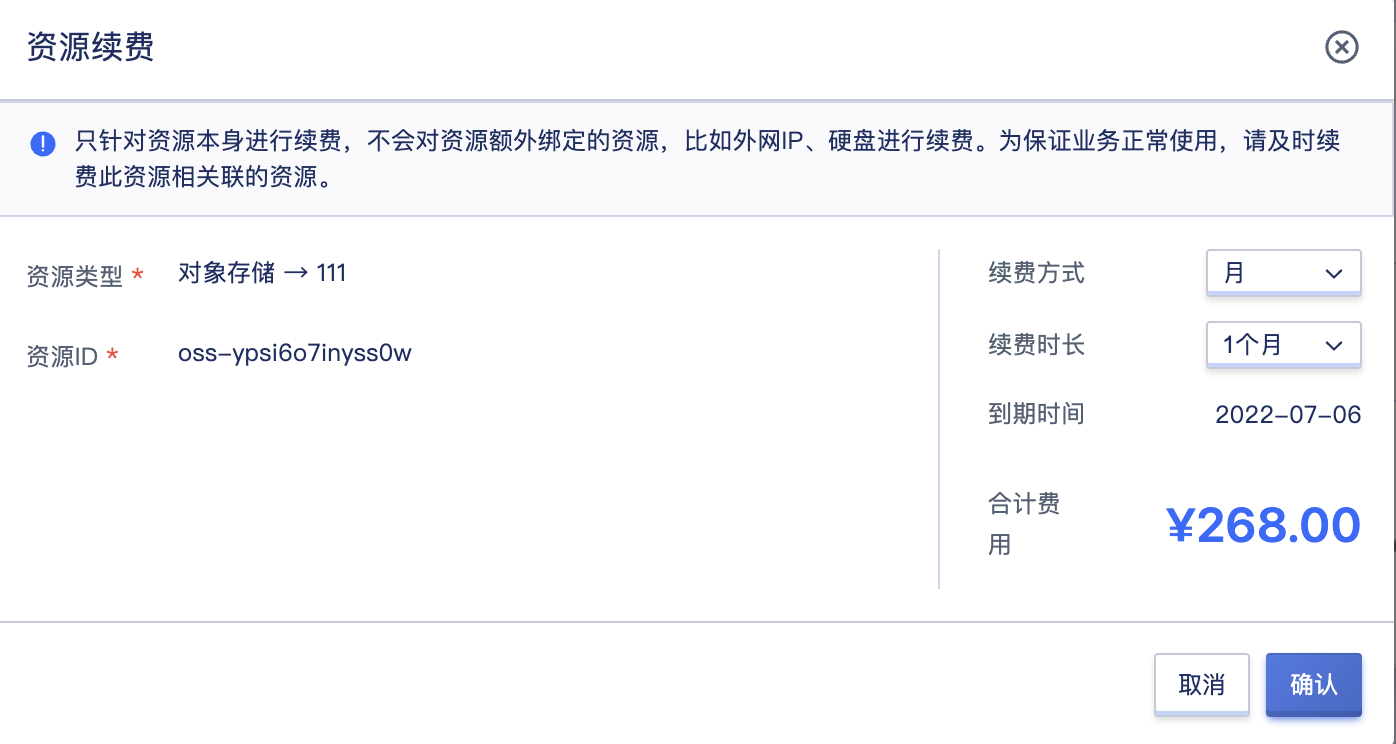 资源续费
只针对资源本身进行续费，不会对资源额外绑定的资源，比如外网IP、硬盘进行续费。为保证业务正常使用，请及时续
费此资源相关联的资源。
资源类型 *
对象存储 → 111
资源ID *
oss-ypsi6o7inyss0w
续费方式
月
续费时长
1个月
到期时间
2022-07-06
合计费
用
¥268.00
取消
确认